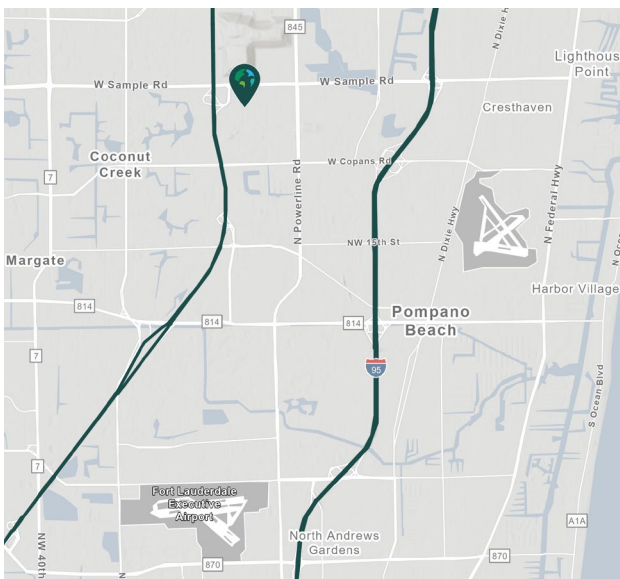 N Dixie H
845
Lighthous
Point
W Sample Rd
W Sample Rd
Cresthaven
Coconut
Creek
W Copans Rd
7
N Powerline Rd
N Federal Hwy
N Dixie Hwy
NW 15th St
N Oce
Margate
Harbor Village
814
814
814
Pompano
Beach
7
95
S Ocean Blvd
7
Fort Lauderdale
Executive
Airport
A1A
North Andrews
Gardens
NW 40th
870
870